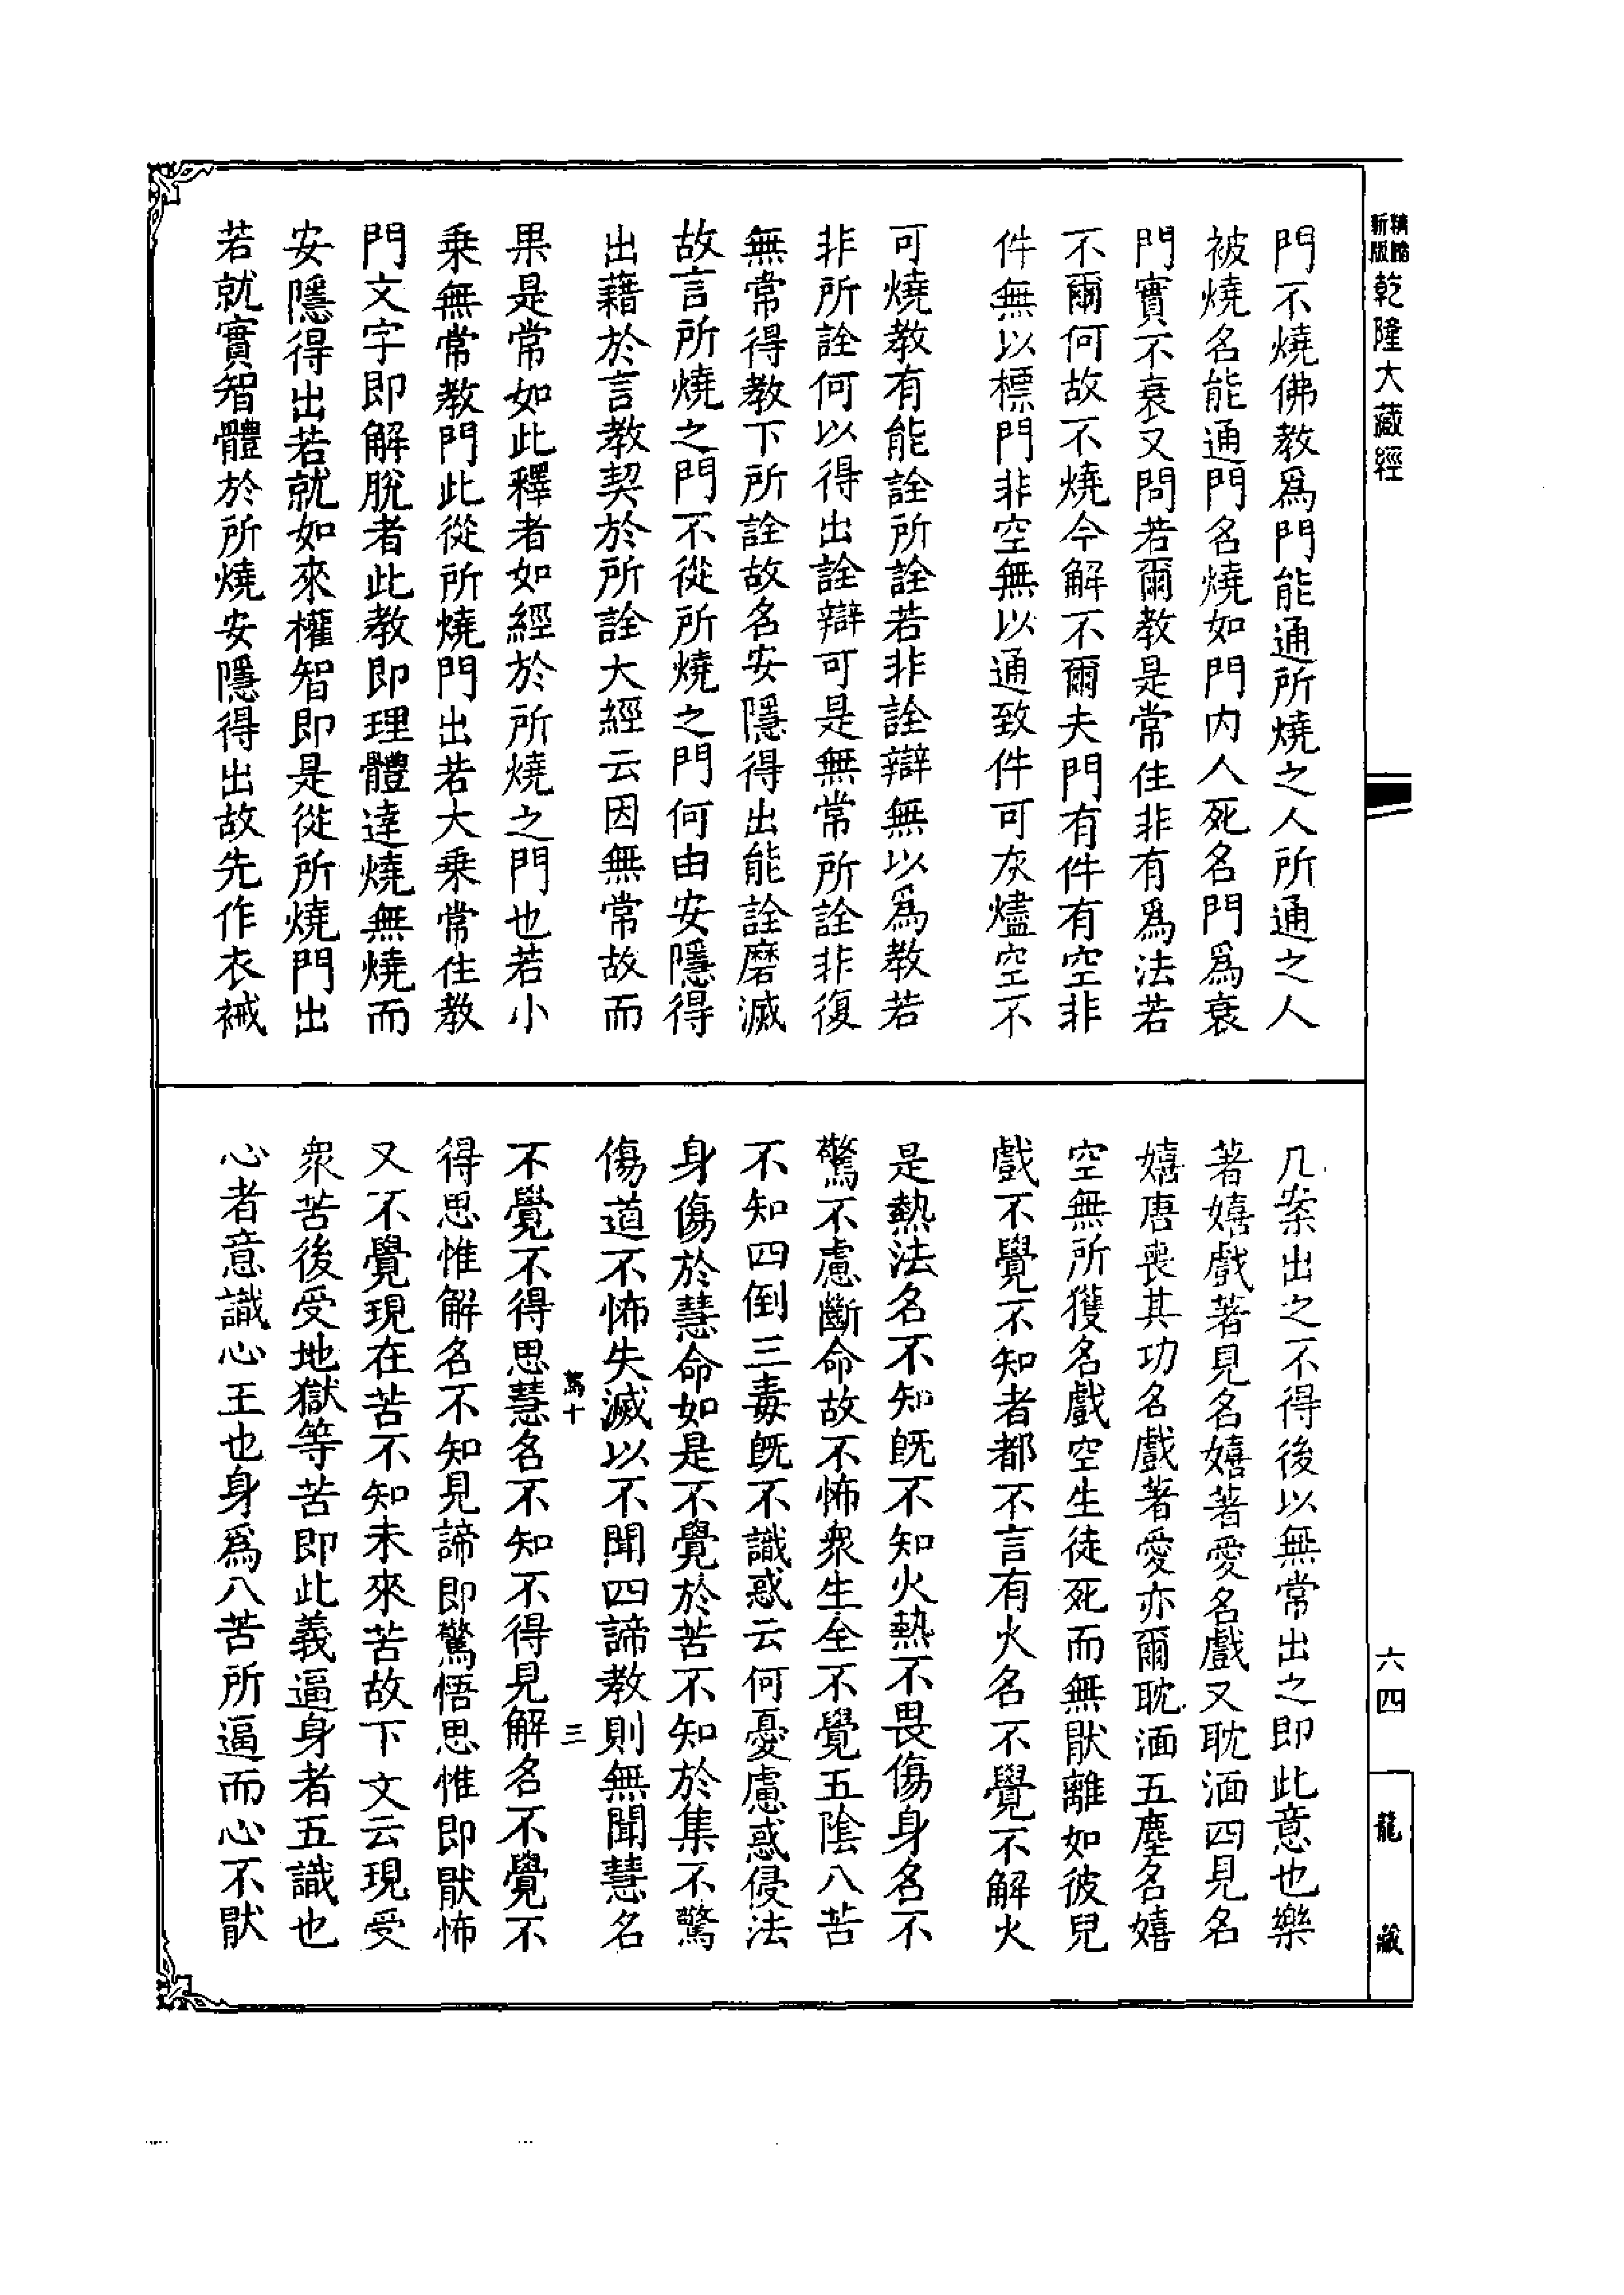 新版
精縮
乾隆大藏經
門不燒佛教爲門能通所燒之人所通之人
被燒名能通門名燒如門内人死名門爲衰
門實不衰又問若爾教是常住非有爲法若
不爾何故不燒今解不爾夫門有件有空非
件無以標門非空無以通致件可灰燼空不
可燒教有能詮所詮若非詮辯無以爲教若
非所詮何以得出詮辯可是無常所詮非復
無常得教下所詮故名安隱得出能詮磨滅
故言所燒之門不從所燒之門何由安隱得
出藉於言教契於所詮大經云因無常故而
果是常如此釋者如經於所燒之門也若小
乗無常教門此從所燒門出若大乗常住教
門文字即解脫者此教即理體達燒無燒而
安隱得出若就如來權智即是從所燒門出
若就實智體於所燒安隱得出故先作衣裓
几案出之不得後以無常出之即此意也樂
著嬉戲著見名嬉著愛名戲又耽湎四見名
嬉唐喪其功名戲著愛亦爾耽湎五塵名嬉
空無所獲名戲空生徒死而無猒離如彼兒
戲不覺不知者都不言有火名不覺不解火
是熱法名不知既不知火熱不畏傷身名不
驚不慮斷命故不怖衆生全不覺五陰八苦
不知四倒三毒既不識惑云何憂慮惑侵法
身傷於慧命如是不覺於苦不知於集不驚
傷道不怖失滅以不聞四諦教則無聞慧名
驾十
三
不覺不得思慧名不知不得見解名不覺不
得思惟解名不知見諦即驚悟思惟即猒怖
又不覺現在苦不知未來苦故下文云現受
衆苦後受地獄等苦即此義逼身者五識也
心者意識心王也身爲八苦所逼而心不猒
六四
龍
藏